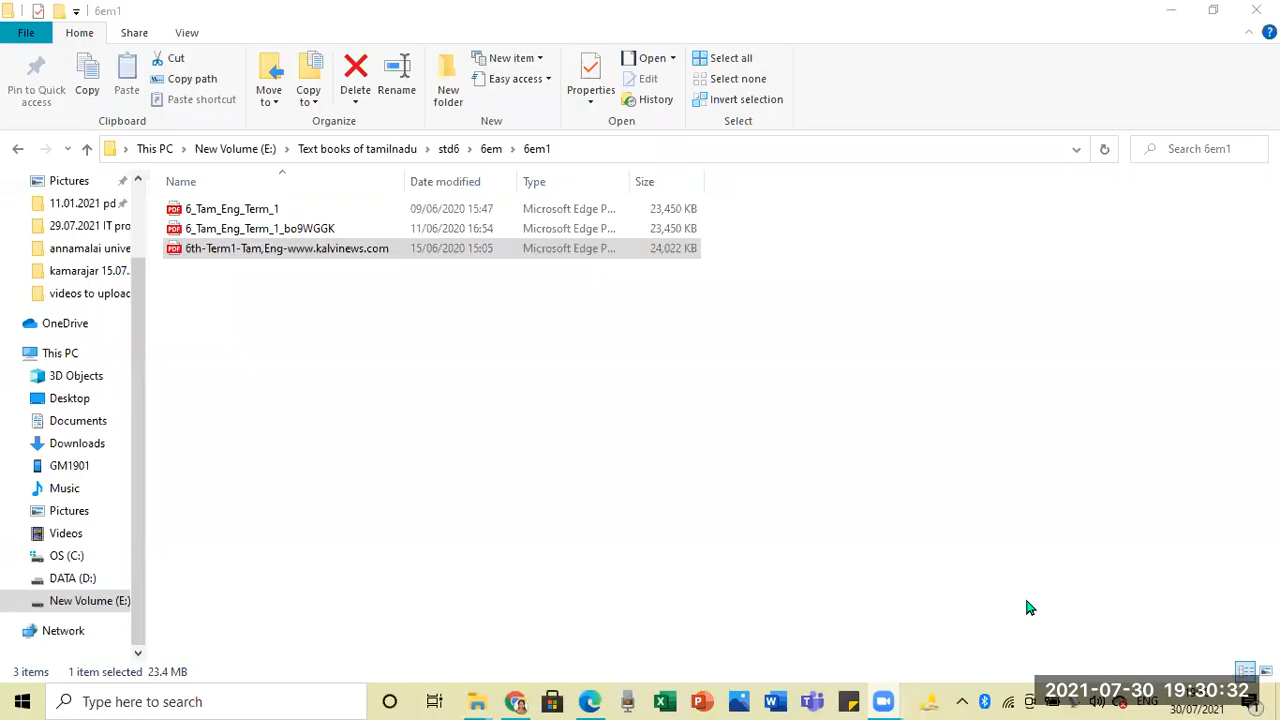 6em1
File Home Share View
Pin to Quick access
Copy
Paste
Cut
Copy path
Paste shortcut
Clipboard
Move to
Copy to
Delete
Rename
Organize
New folder
New item
Easy access
New
Properties
Open
Edit
History
Open
Select all
Select none
Invert selection
Select
This PC New Volume (E:) Text books of tamilnadu std6 6em 6em1
Search 6em1
Name Date modified Type Size
6_Tam_Eng_Term_1 09/06/2020 15:47 Microsoft Edge P... 23,450 KB
6_Tam_Eng_Term_1_bo9WGGK 11/06/2020 16:54 Microsoft Edge P... 23,450 KB
6th-Term1-Tam,Eng-www.kalvinews.com 15/06/2020 15:05 Microsoft Edge P... 24,022 KB
Pictures
11.01.2021 pd
29.07.2021 IT pro
annamalai unive
kamarajar 15.07.
videos to upload
OneDrive
This PC
3D Objects
Desktop
Documents
Downloads
GM1901
Music
Pictures
Videos
OS (C:)
DATA (D:)
New Volume (E:)
Network
3 items 1 item selected 23.4 MB
Type here to search
ENG
2021-07-30 19:30:32
30/07/2021